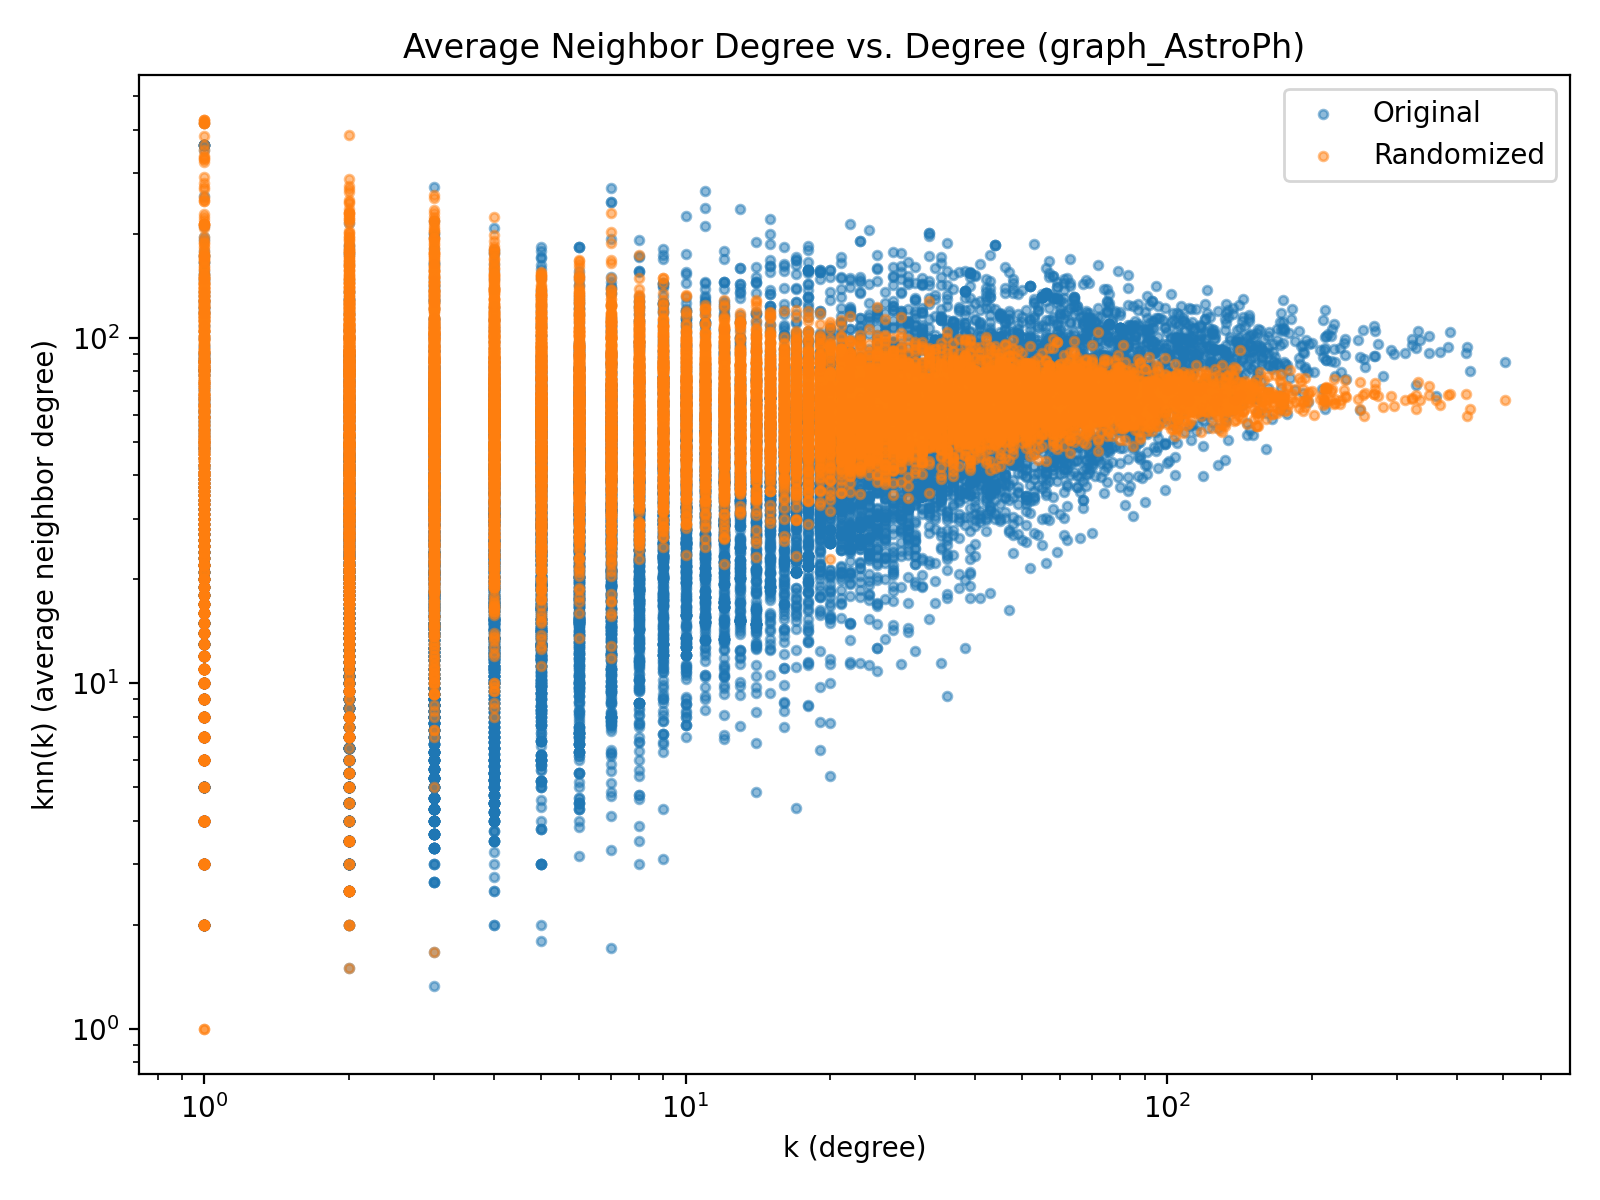 Average Neighbor Degree vs. Degree (graph_AstroPh)
Original
Randomized
knn(k) (average neighbor degree)
10²
10¹
10⁰
10⁰ 10¹ 10²
k (degree)